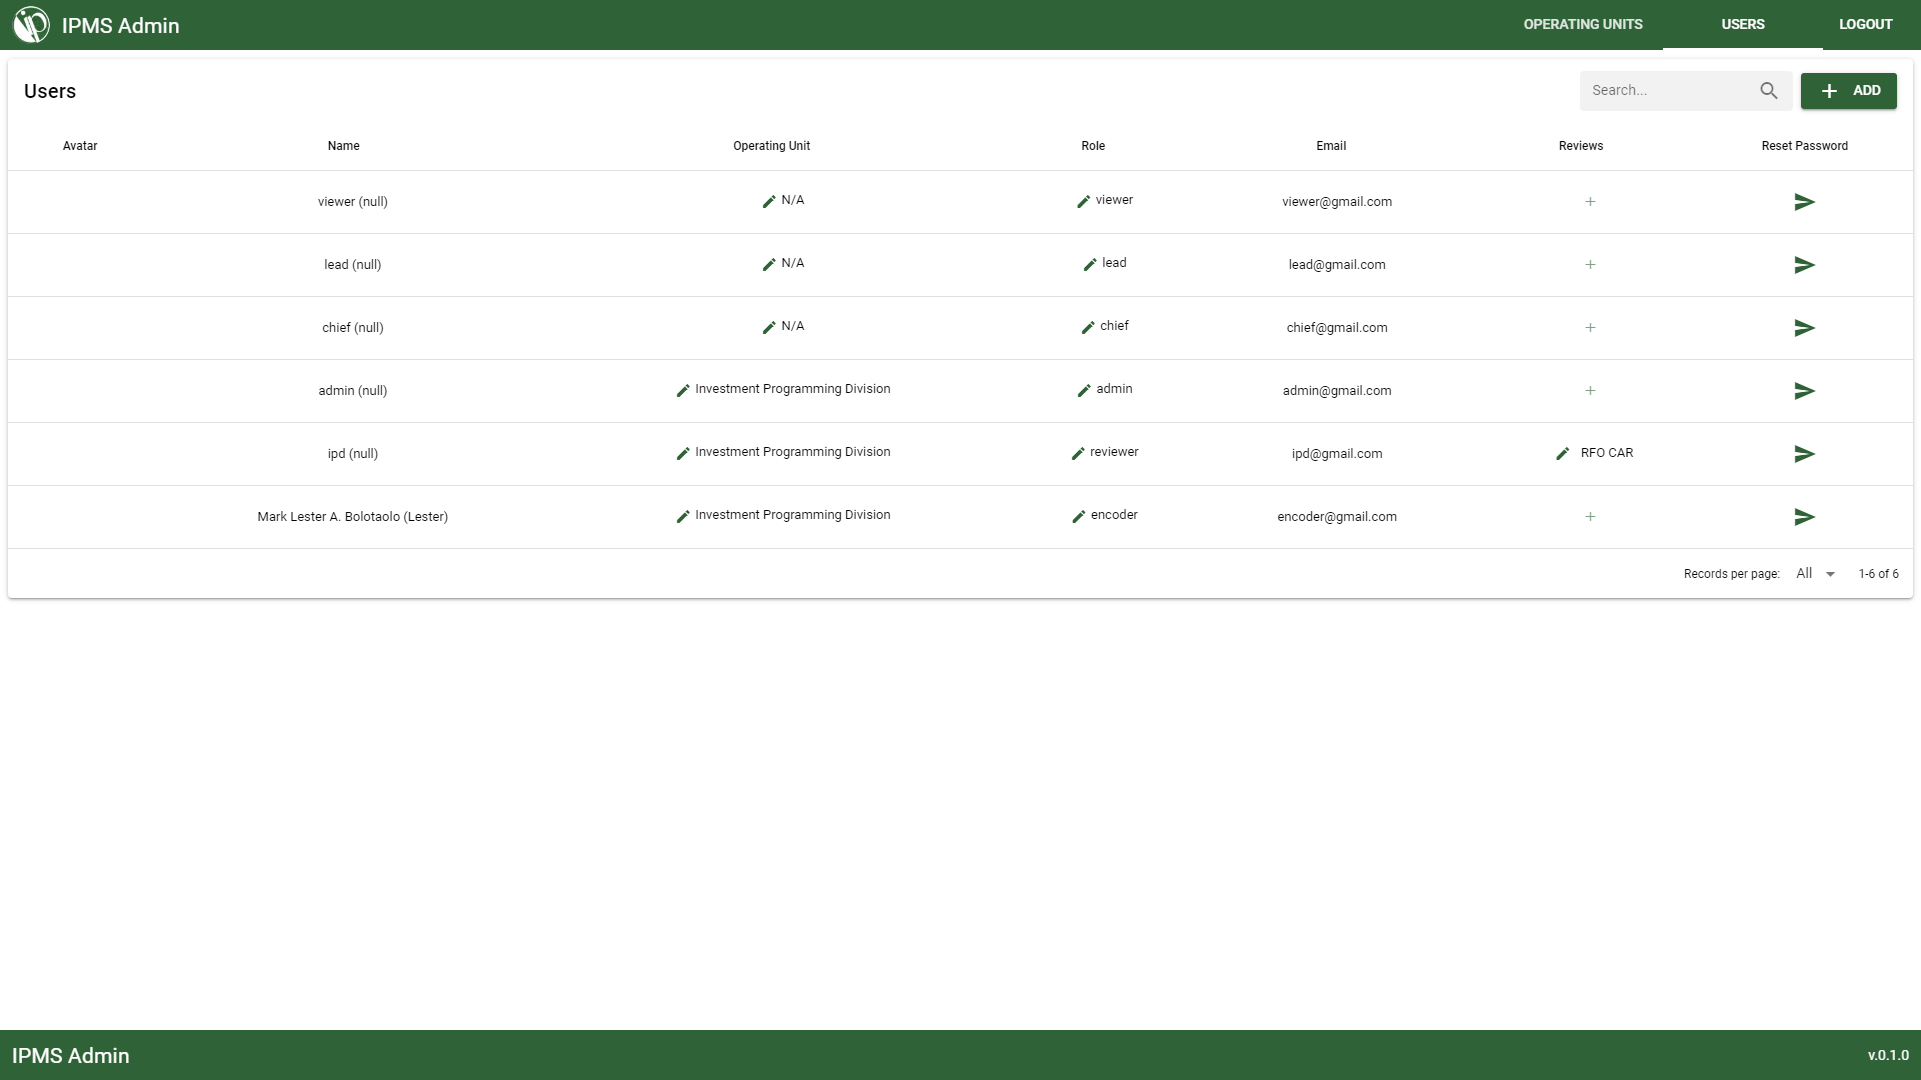 IPMS Admin OPERATING UNITS USERS LOGOUT
Users Search... ADD
Avatar Name Operating Unit Role Email Reviews Reset Password
viewer (null) N/A viewer viewer@gmail.com +
lead (null) N/A lead lead@gmail.com +
chief (null) N/A chief chief@gmail.com +
admin (null) Investment Programming Division admin admin@gmail.com +
ipd (null) Investment Programming Division reviewer ipd@gmail.com RFO CAR
Mark Lester A. Bolotaolo (Lester) Investment Programming Division encoder encoder@gmail.com +
Records per page: All 1-6 of 6
IPMS Admin v.0.1.0